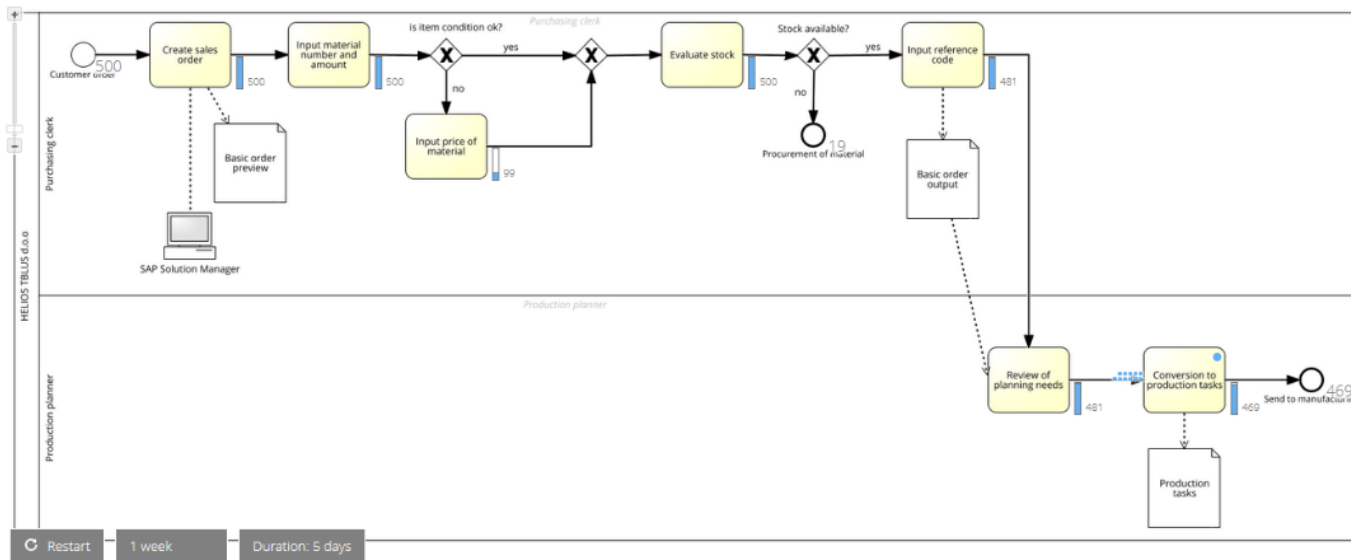 +
Purchasing clerk
is item condition ok?
Stock available?
500
Customer order
Create sales
order
500
Input material
number and
amount
500
X
yes
X
Evaluate stock
500
X
yes
Input reference
code
481
no
no
Input price of
material
99
19
Procurement of material
Basic order
preview
Basic order
output
Purchasing clerk
SAP Solution Manager
HELIOS TBLUS d.o.o
Production planner
Production planner
Review of
planning needs
481
Conversion to
production tasks
469
469
Send to manufacturin
Production
tasks
Restart
1 week
Duration: 5 days